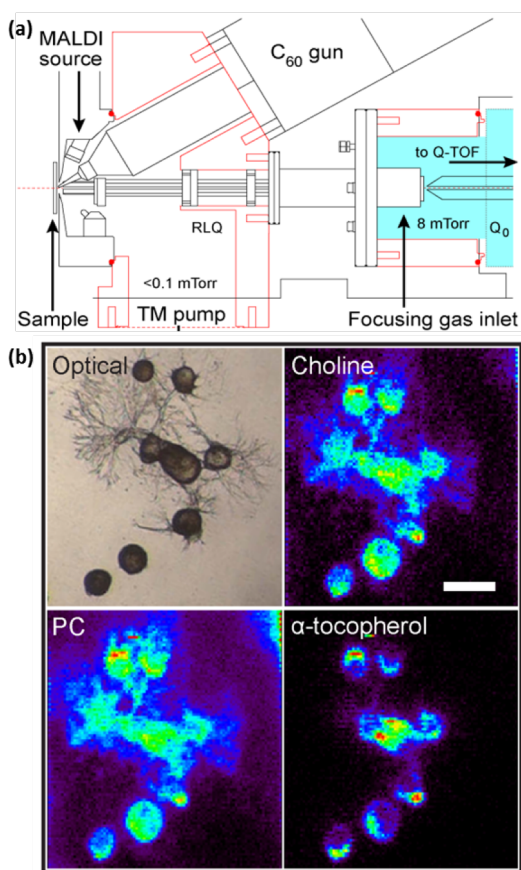 (a)
MALDI
source
C60 gun
to Q-TOF
RLQ
8 mTorr
Q0
<0.1 mTorr
Sample
TM pump
Focusing gas inlet
(b)
Optical
Choline
PC
α-tocopherol